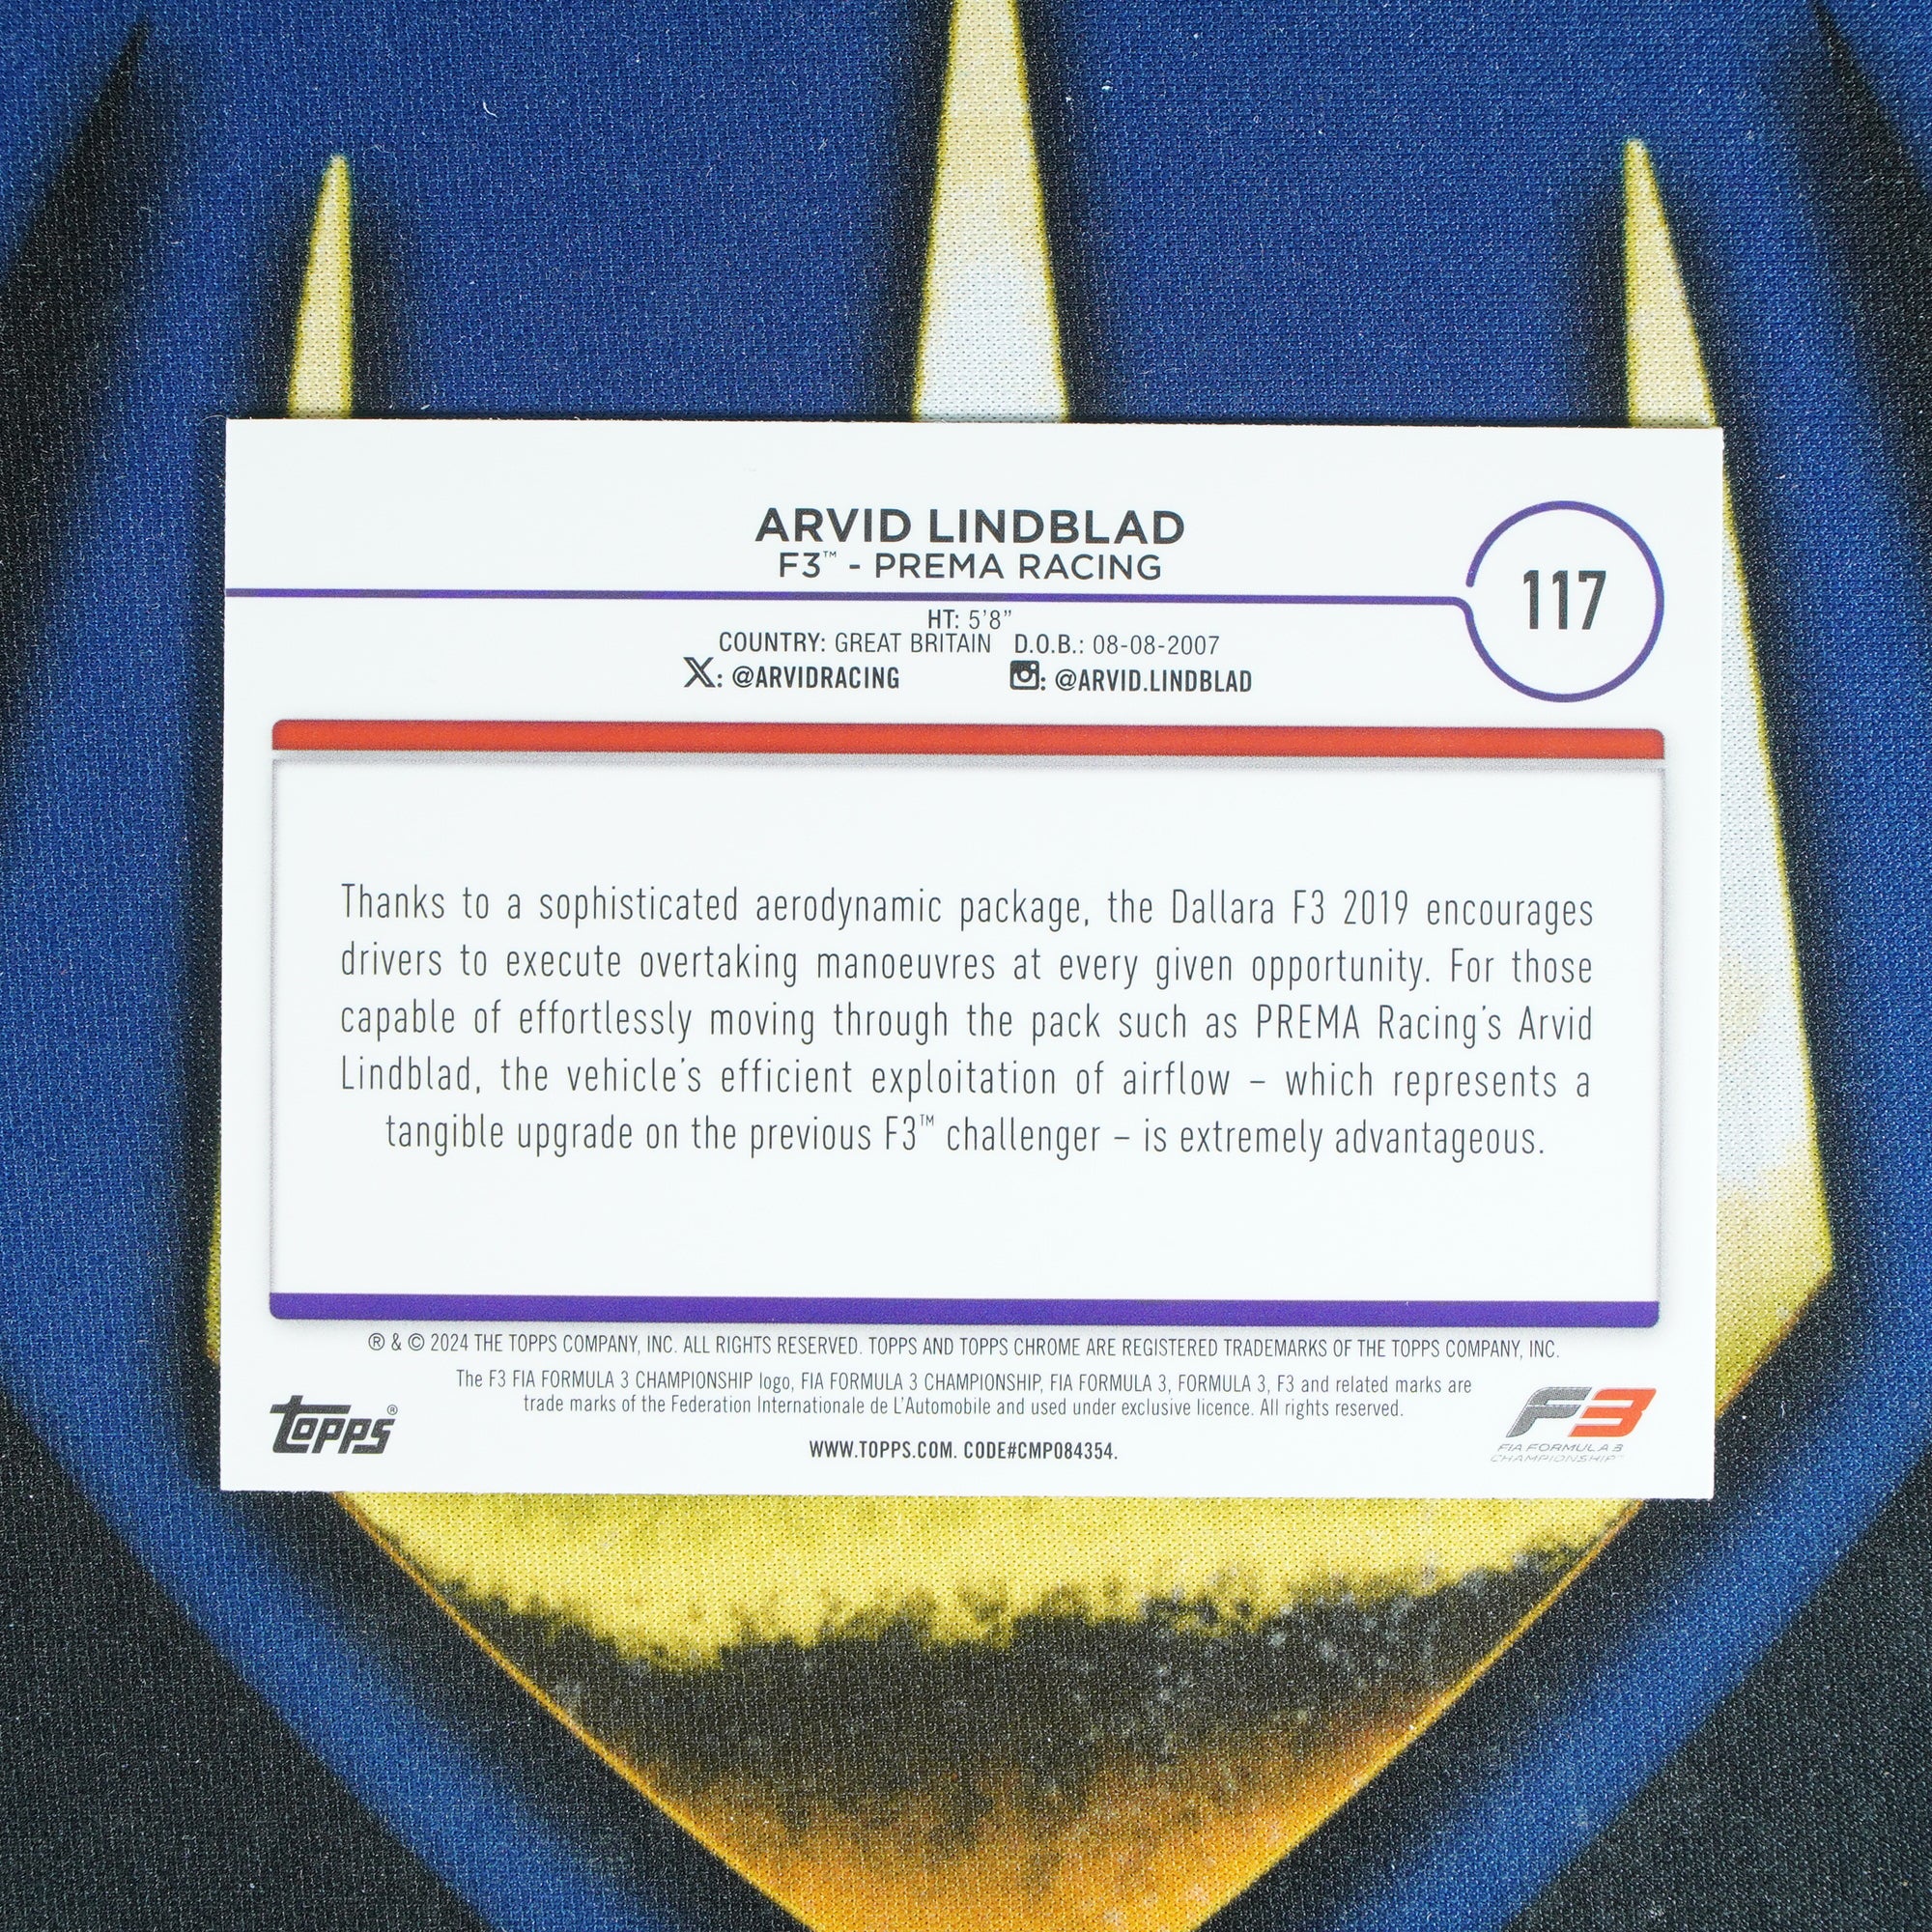 ARVID LINDBLAD
F3™ - PREMA RACING
117
HT: 5'8"
COUNTRY: GREAT BRITAIN D.O.B.: 08-08-2007
X: @ARVIDRACING : @ARVID.LINDBLAD
Thanks to a sophisticated aerodynamic package, the Dallara F3 2019 encourages
drivers to execute overtaking manoeuvres at every given opportunity. For those
capable of effortlessly moving through the pack such as PREMA Racing's Arvid
Lindblad, the vehicle's efficient exploitation of airflow – which represents a
tangible upgrade on the previous F3™ challenger – is extremely advantageous.
® & © 2024 THE TOPPS COMPANY, INC. ALL RIGHTS RESERVED. TOPPS AND TOPPS CHROME ARE REGISTERED TRADEMARKS OF THE TOPPS COMPANY, INC.
The F3 FIA FORMULA 3 CHAMPIONSHIP logo, FIA FORMULA 3 CHAMPIONSHIP, FIA FORMULA 3, FORMULA 3, F3 and related marks are
trade marks of the Federation Internationale de L'Automobile and used under exclusive licence. All rights reserved.
WWW.TOPPS.COM. CODE#CMP084354.
topps®
F3
FIA FORMULA 3
CHAMPIONSHIP™